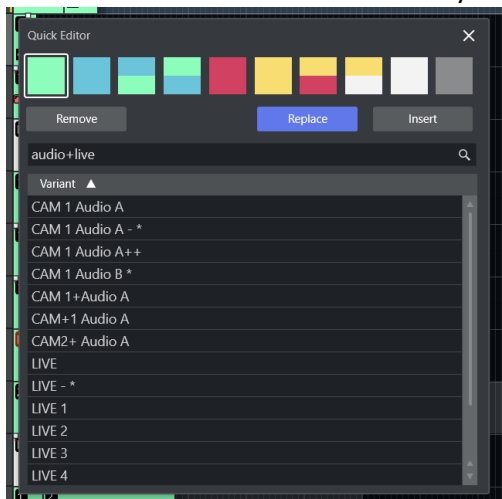 Quick Editor
Remove
Replace
Insert
audio+live
Variant ▲
CAM 1 Audio A
CAM 1 Audio A - *
CAM 1 Audio A++
CAM 1 Audio B *
CAM 1+Audio A
CAM+1 Audio A
CAM2+ Audio A
LIVE
LIVE - *
LIVE 1
LIVE 2
LIVE 3
LIVE 4